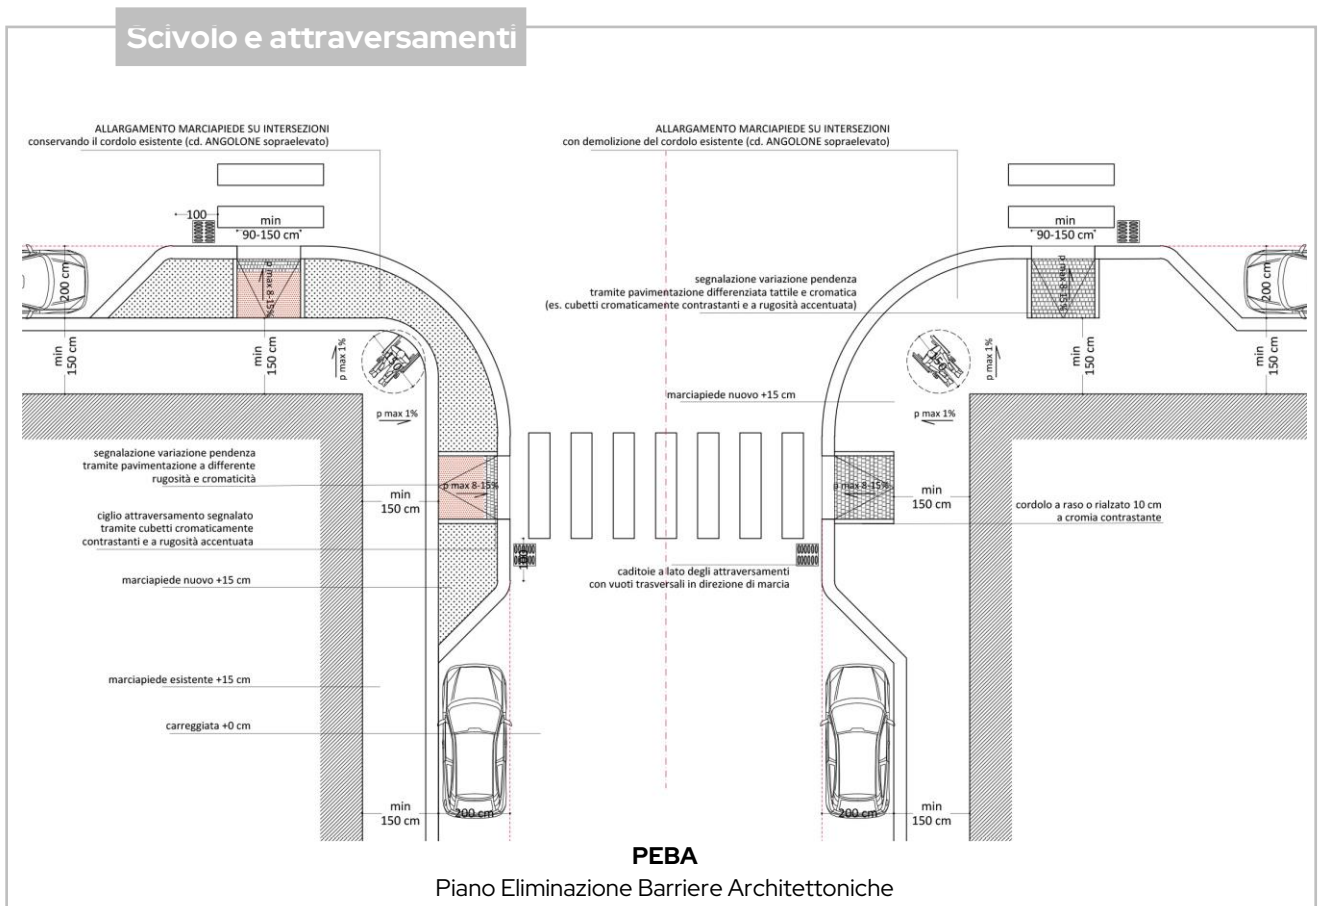 Scivolo e attraversamenti
ALLARGAMENTO MARCIAPIEDE SU INTERSEZIONI
conservando il cordolo esistente (cd. ANGOLONE sopraelevato)
ALLARGAMENTO MARCIAPIEDE SU INTERSEZIONI
con demolizione del cordolo esistente (cd. ANGOLONE sopraelevato)
100
min
90-150 cm
min
90-150 cm
200 cm
p max 8-15%
segnalazione variazione pendenza
tramite pavimentazione differenziata tattile e cromatica
(es. cubetti cromaticamente contrastanti e a rugosità accentuata)
p max 8-15%
200 cm
min
150 cm
min
150 cm
p max 1%
150
150
p max 1%
min
150 cm
min
150 cm
p max 1%
marciapiede nuovo +15 cm
p max 1%
segnalazione variazione pendenza
tramite pavimentazione a differente
rugosità e cromaticità
p max 8-15%
min
150 cm
p max 8-15%
min
150 cm
ciglio attraversamento segnalato
tramite cubetti cromaticamente
contrastanti e a rugosità accentuata
cordolo a raso o rialzato 10 cm
a cromia contrastante
100
caditoie a lato degli attraversamenti
con vuoti trasversali in direzione di marcia
marciapiede nuovo +15 cm
marciapiede esistente +15 cm
carreggiata +0 cm
min
150 cm
200 cm
200 cm
min
150 cm
PEBA
Piano Eliminazione Barriere Architettoniche